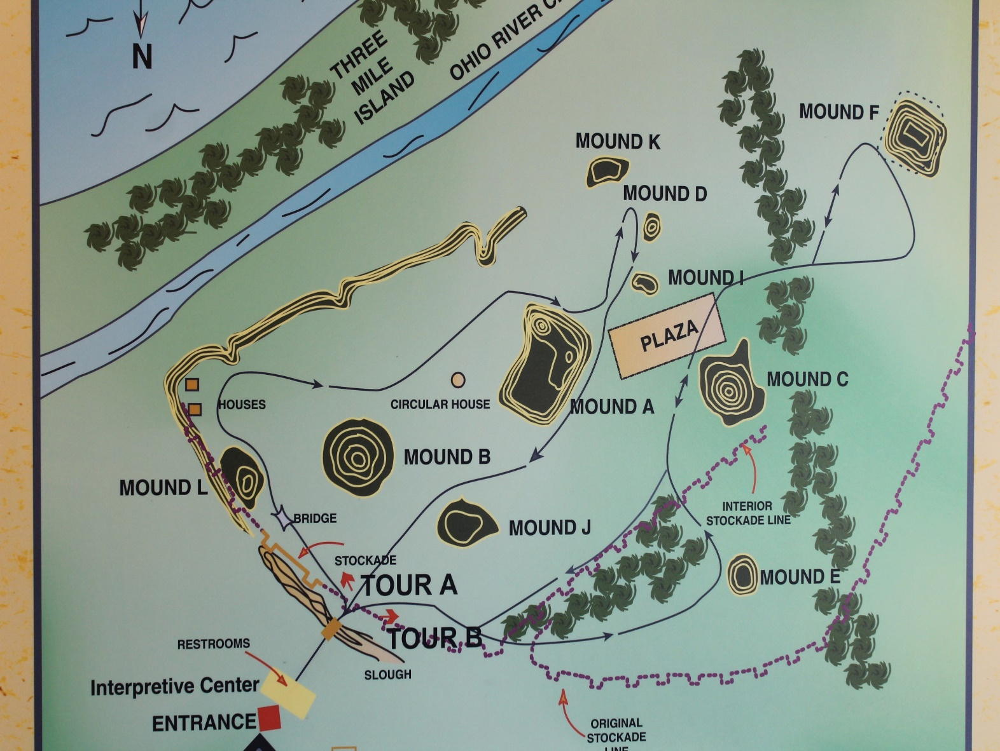 N
THREE
MILE
ISLAND
OHIO RIVER
MOUND F
MOUND K
MOUND D
MOUND I
PLAZA
MOUND C
HOUSES
CIRCULAR HOUSE
MOUND A
MOUND B
MOUND L
BRIDGE
INTERIOR
STOCKADE LINE
MOUND J
STOCKADE
TOUR A
MOUND E
TOUR B
RESTROOMS
SLOUGH
Interpretive Center
ENTRANCE
ORIGINAL
STOCKADE
LINE